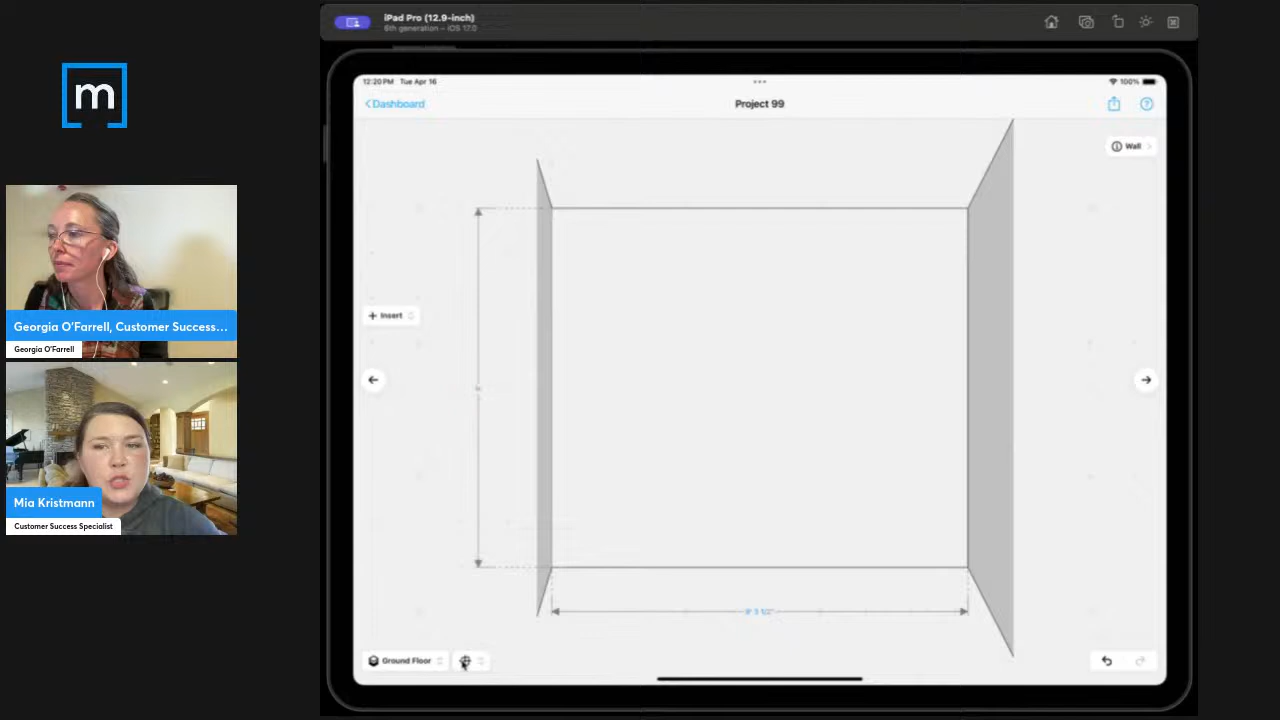 iPad Pro (12.9-inch)
6th generation – iOS 17.0
m
12:20 PM Tue Apr 16
100%
Dashboard
Project 99
Wall
Insert
Georgia O'Farrell, Customer Success…
Georgia O'Farrell
Mia Kristmann
Customer Success Specialist
Ground Floor